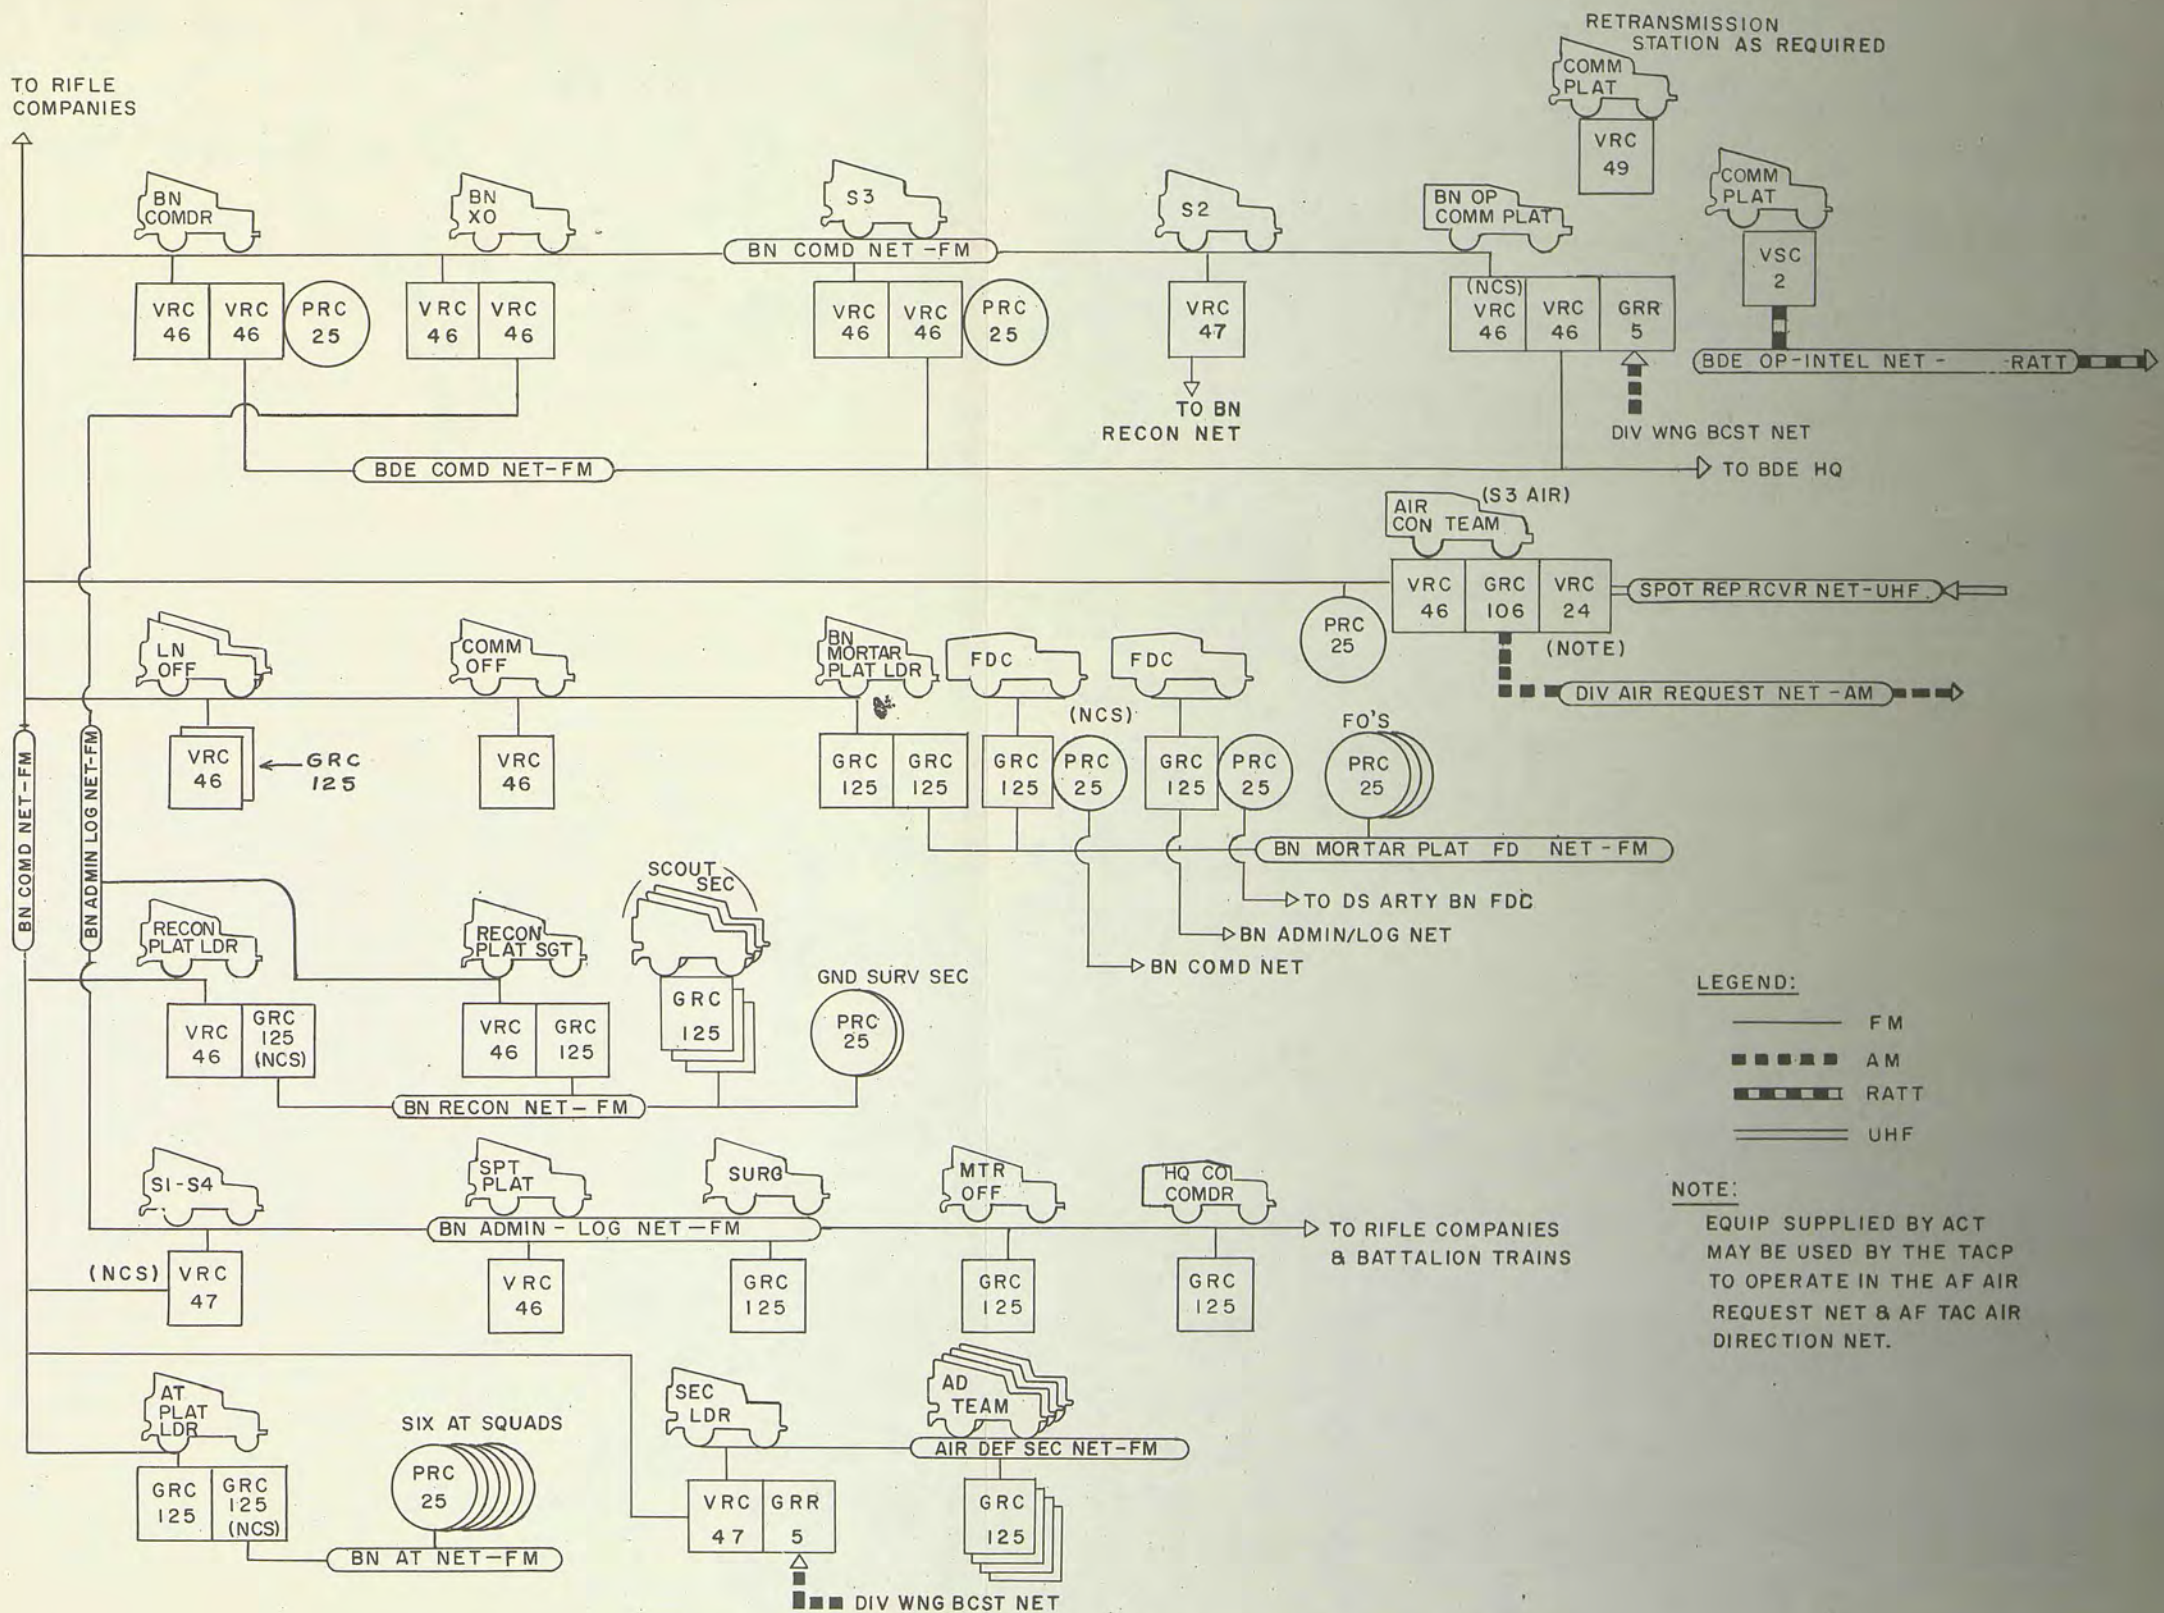 RETRANSMISSION
STATION AS REQUIRED
COMM
PLAT
VRC
49
TO RIFLE
COMPANIES
BN
COMDR
BN
XO
S3
S2
BN OP
COMM PLAT
COMM
PLAT
BN COMD NET-FM
VRC
46
VRC
46
PRC
25
VRC
46
VRC
46
VRC
46
VRC
46
PRC
25
VRC
47
(NCS)
VRC
46
VRC
46
GRR
5
VSC
2
BDE OP-INTEL NET - -RATT
TO BN
RECON NET
DIV WNG BCST NET
BDE COMD NET-FM
TO BDE HQ
(S3 AIR)
AIR
CON TEAM
VRC
46
GRC
106
VRC
24
SPOT REP RCVR NET-UHF
PRC
25
(NOTE)
DIV AIR REQUEST NET-AM
LN
OFF
COMM
OFF
BN
MORTAR
PLAT LDR
FDC
FDC
(NCS)
FO'S
VRC
46
GRC
125
VRC
46
GRC
125
GRC
125
GRC
125
PRC
25
GRC
125
PRC
25
PRC
25
BN COMD NET-FM
BN ADMIN LOG NET-FM
BN MORTAR PLAT FD NET-FM
TO DS ARTY BN FDC
BN ADMIN/LOG NET
BN COMD NET
SCOUT
SEC
RECON
PLAT LDR
RECON
PLAT SGT
GND SURV SEC
VRC
46
GRC
125
(NCS)
VRC
46
GRC
125
GRC
125
PRC
25
BN RECON NET-FM
LEGEND:
FM
AM
RATT
UHF
S1-S4
SPT
PLAT
SURG
MTR
OFF
HQ CO
COMDR
BN ADMIN-LOG NET-FM
TO RIFLE COMPANIES
& BATTALION TRAINS
(NCS)
VRC
47
VRC
46
GRC
125
GRC
125
GRC
125
NOTE:
EQUIP SUPPLIED BY ACT
MAY BE USED BY THE TACP
TO OPERATE IN THE AF AIR
REQUEST NET & AF TAC AIR
DIRECTION NET.
AT
PLAT
LDR
SIX AT SQUADS
SEC
LDR
AD
TEAM
AIR DEF SEC NET-FM
GRC
125
GRC
125
(NCS)
PRC
25
VRC
47
GRR
5
GRC
125
BN AT NET-FM
DIV WNG BCST NET